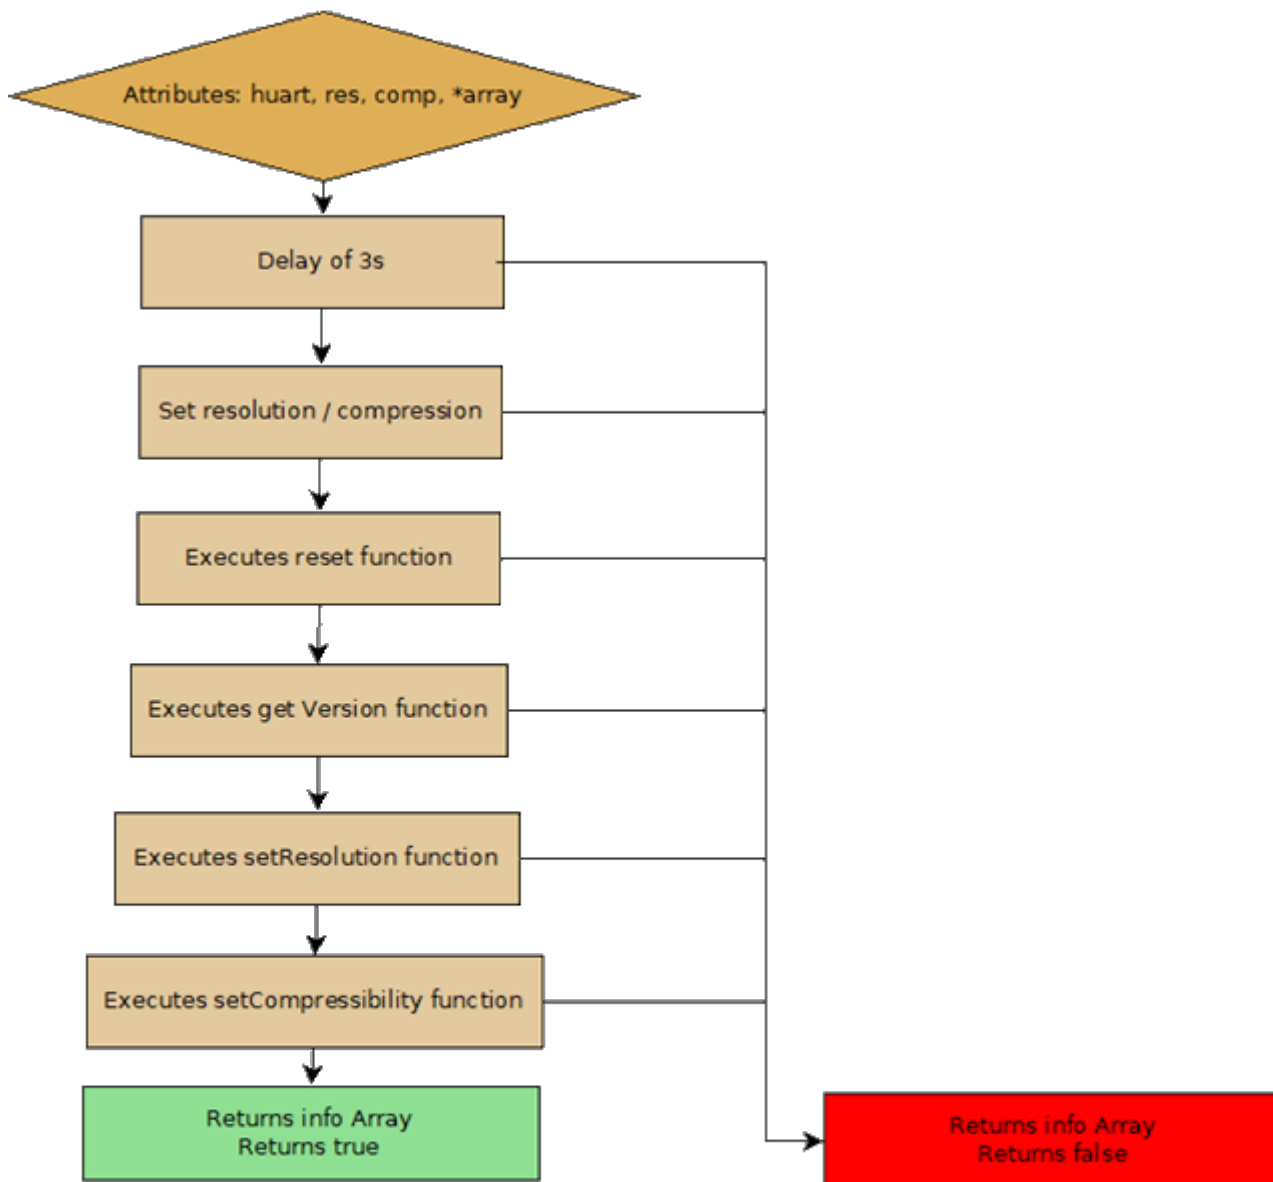 Attributes: huart, res, comp, *array
Delay of 3s
Set resolution / compression
Executes reset function
Executes get Version function
Executes setResolution function
Executes setCompressibility function
Returns info Array
Returns true
Returns info Array
Returns false